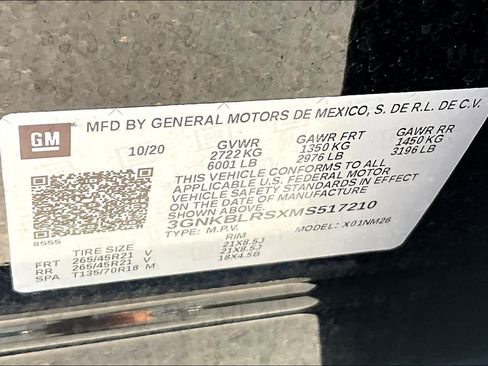 GM
MFD BY GENERAL MOTORS DE MEXICO, S. DE R.L. DE C.V.
10/20 GVWR GAWR FRT GAWR RR
2722 KG 1350 KG 1450 KG
6001 LB 2976 LB 3196 LB
THIS VEHICLE CONFORMS TO ALL
APPLICABLE U.S. FEDERAL MOTOR
VEHICLE SAFETY STANDARDS IN
EFFECT ON THE DATE OF MANUFACTURE
SHOWN ABOVE.
3GNKBLRSXMS517210
TYPE: M.P.V. MODEL: X01NM26
8555
TIRE SIZE RIM
FRT 265/45R21 V 21X8.5J
RR 265/45R21 V 21X8.5J
SPA T135/70R18 M 18X4.5B